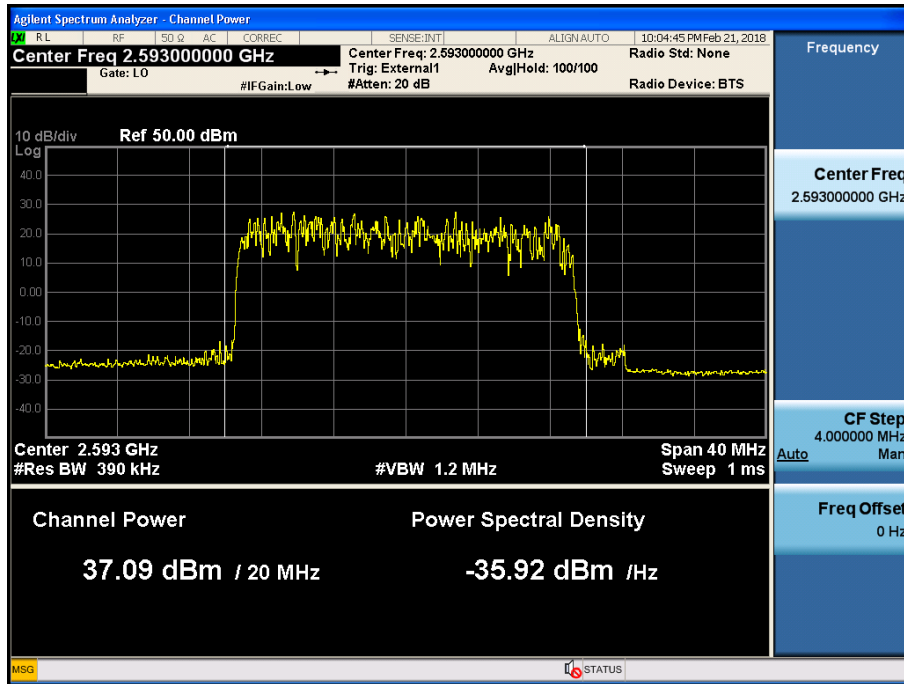 Agilent Spectrum Analyzer - Channel Power
LXI RL RF 50 Ω AC CORREC SENSE:INT ALIGN AUTO 10:04:45 PM Feb 21, 2018
Center Freq 2.593000000 GHz
Gate: LO
#IFGain:Low
Center Freq: 2.593000000 GHz
Trig: External1 Avg|Hold: 100/100
#Atten: 20 dB
Radio Std: None
Radio Device: BTS
10 dB/div Ref 50.00 dBm
Log
40.0
30.0
20.0
10.0
0.00
-10.0
-20.0
-30.0
-40.0
Center 2.593 GHz Span 40 MHz
#Res BW 390 kHz #VBW 1.2 MHz Sweep 1 ms
Channel Power Power Spectral Density
37.09 dBm / 20 MHz -35.92 dBm /Hz
MSG STATUS
Frequency
Center Freq
2.593000000 GHz
CF Step
4.000000 MHz
Auto Man
Freq Offset
0 Hz